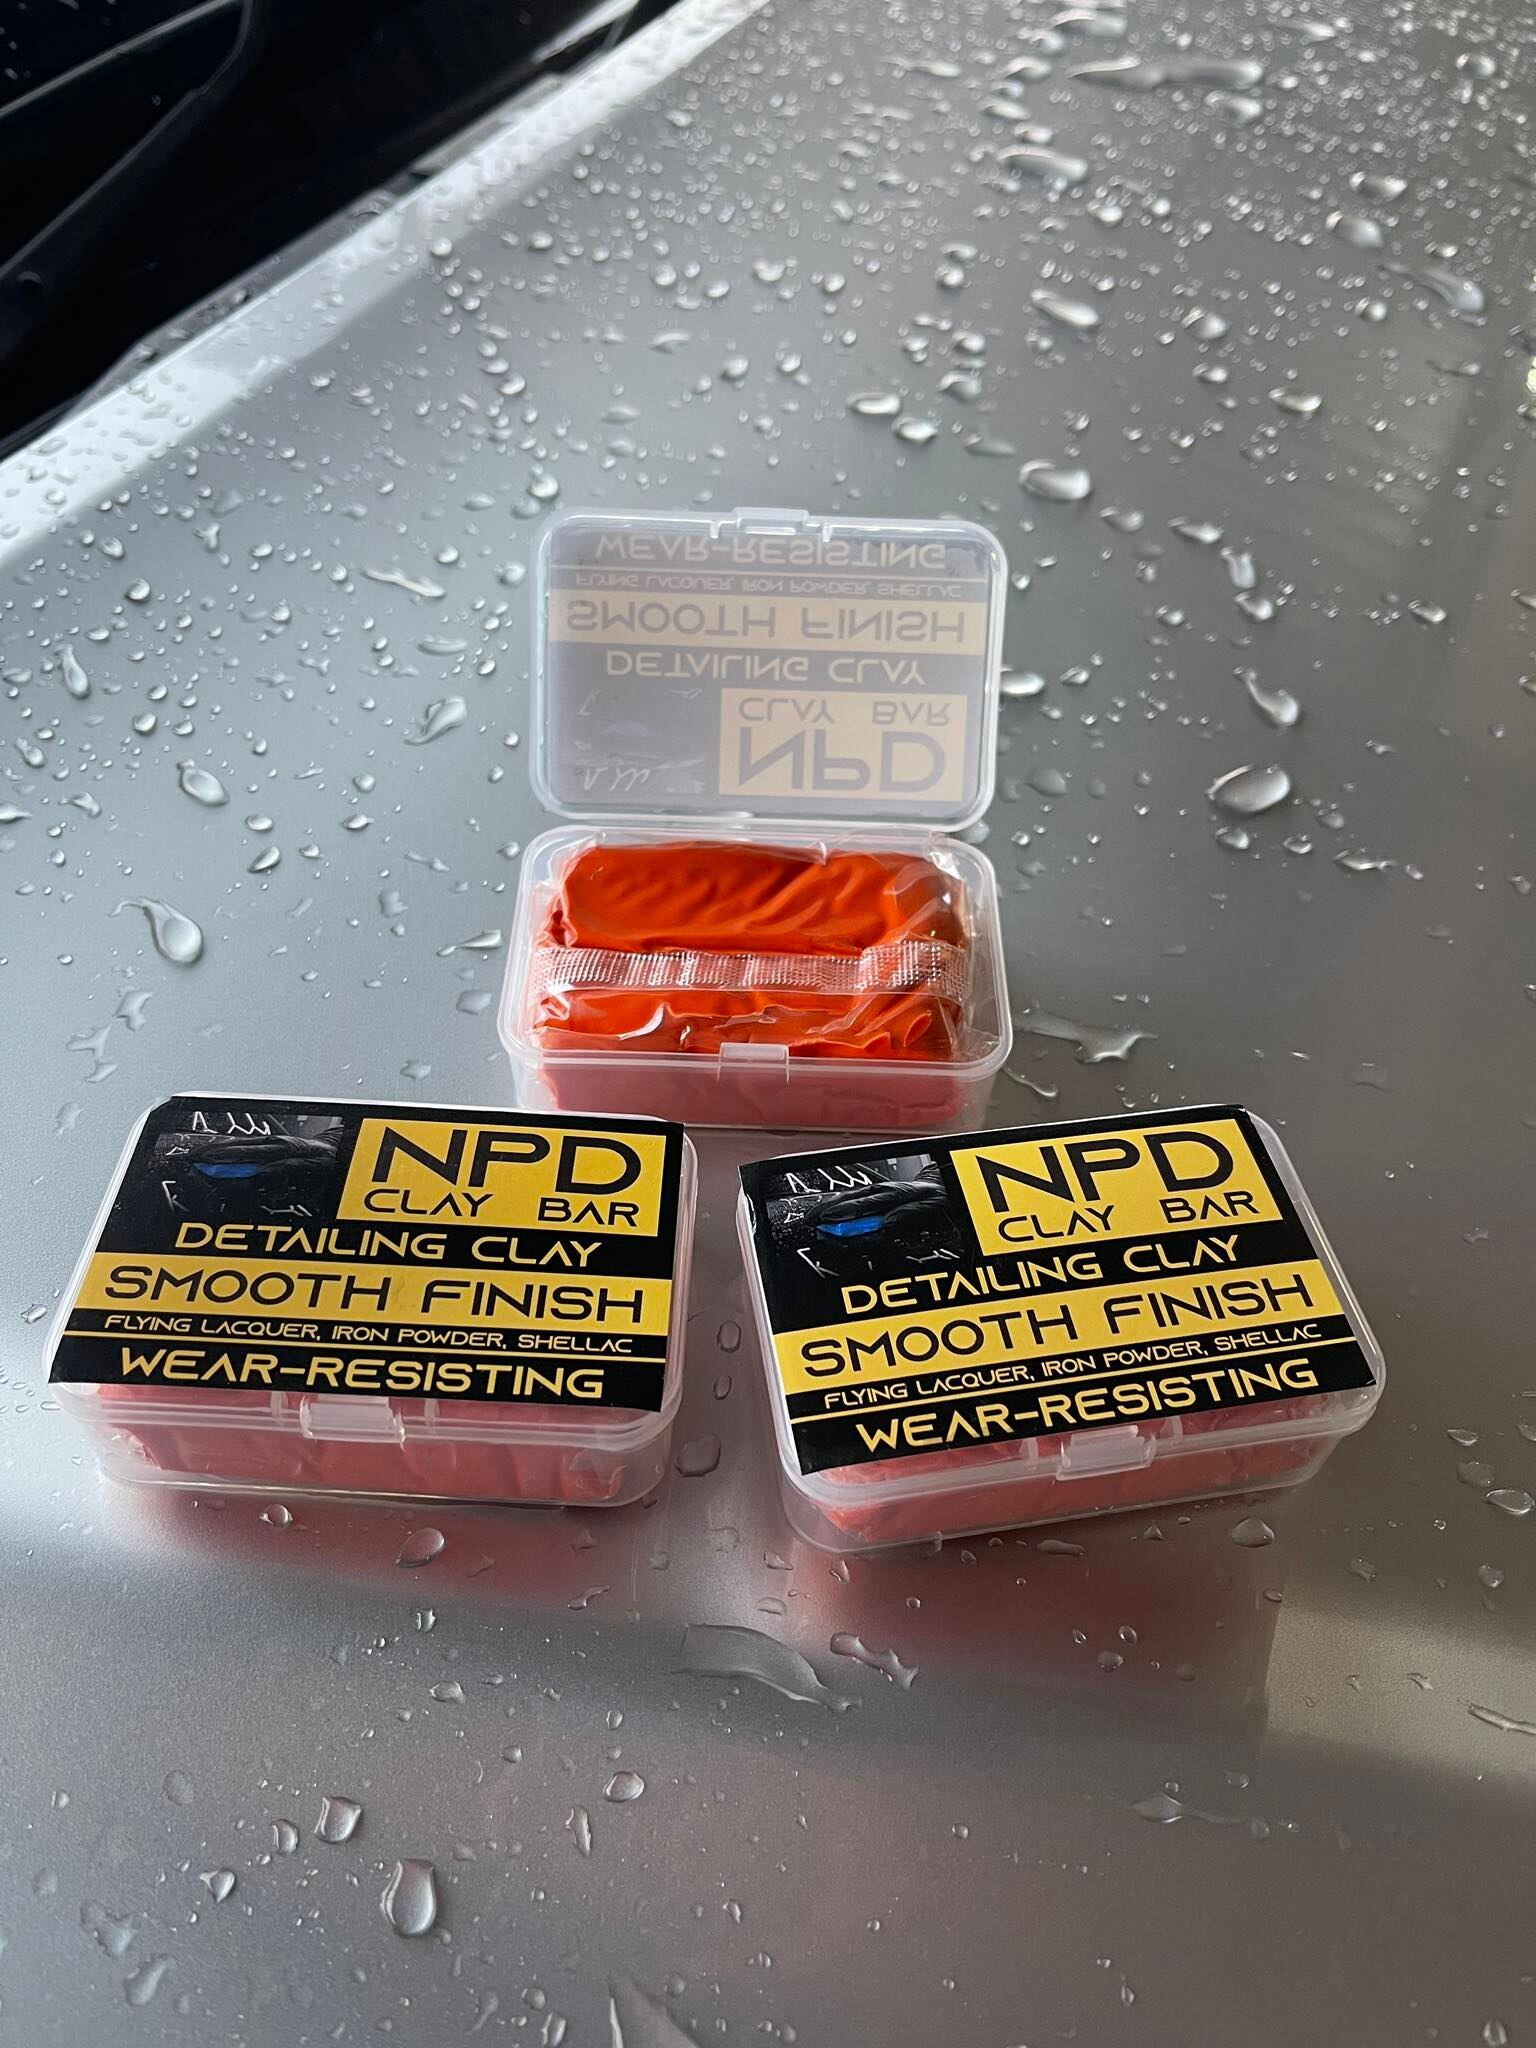 WEAR-RESISTING
FLYING LACQUER, IRON POWDER, SHELLAC
SMOOTH FINISH
DETAILING CLAY
CLAY BAR
NPD
NPD
CLAY BAR
DETAILING CLAY
SMOOTH FINISH
FLYING LACQUER, IRON POWDER, SHELLAC
WEAR-RESISTING
NPD
CLAY BAR
DETAILING CLAY
SMOOTH FINISH
FLYING LACQUER, IRON POWDER, SHELLAC
WEAR-RESISTING